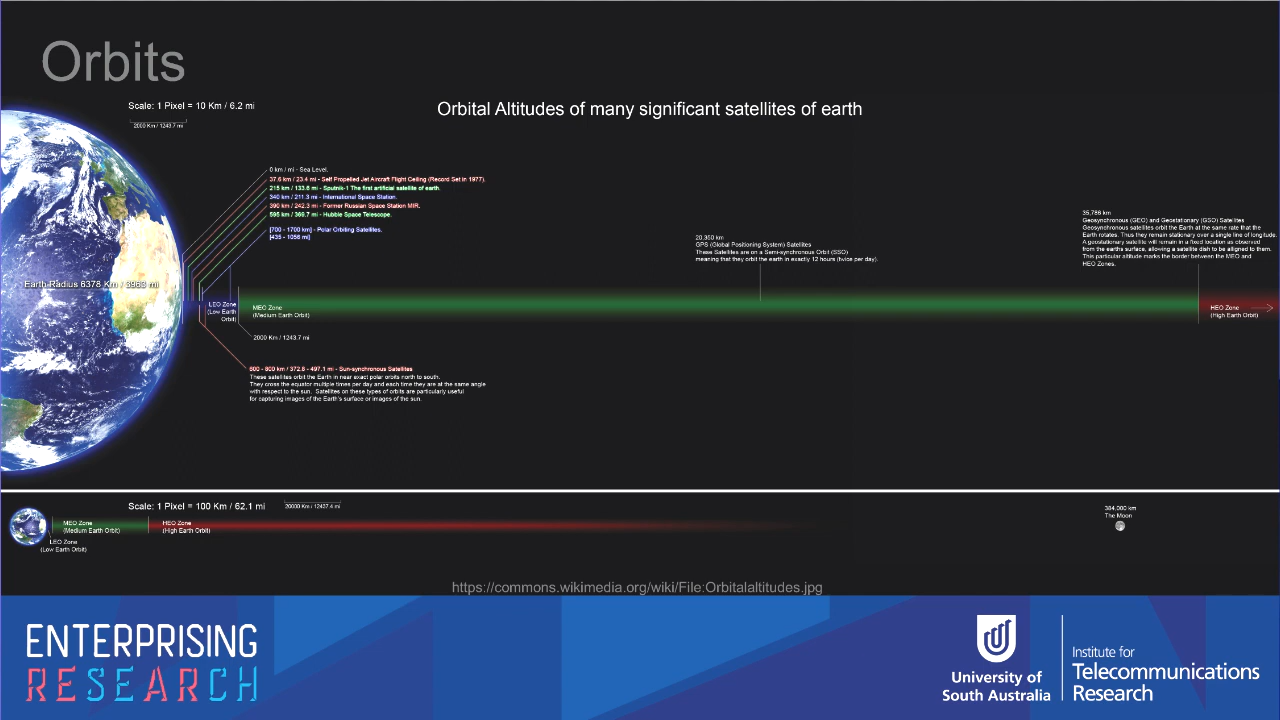 Orbits
Scale: 1 Pixel = 10 Km / 6.2 mi
2000 Km / 1243.7 mi
Orbital Altitudes of many significant satellites of earth
0 km / mi - Sea Level.
37.6 km / 23.4 mi - Self Propelled Jet Aircraft Flight Ceiling (Record Set in 1977).
215 km / 133.6 mi - Sputnik-1 The first artificial satellite of earth.
340 km / 211.3 mi - International Space Station.
390 km / 242.3 mi - Former Russian Space Station MIR.
595 km / 369.7 mi - Hubble Space Telescope.
[700 - 1700 km] - Polar Orbiting Satellites.
[435 - 1056 mi]
20,350 km
GPS (Global Positioning System) Satellites
These Satellites are on a Semi-synchronous Orbit (SSO)
meaning that they orbit the earth in exactly 12 hours (twice per day).
35,786 km
Geosynchronous (GEO) and Geostationary (GSO) Satellites
Geosynchronous satellites orbit the Earth at the same rate that the
Earth rotates. Thus they remain stationary over a single line of longitude.
A geostationary satellite will remain in a fixed location as observed
from the earths surface, allowing a satellite dish to be aligned to them.
This particular altitude marks the border between the MEO and
HEO Zones.
Earth Radius 6378 Km / 3963 mi
LEO Zone
(Low Earth
Orbit)
MEO Zone
(Medium Earth Orbit)
HEO Zone
(High Earth Orbit)
2000 Km / 1243.7 mi
600 - 800 km / 372.8 - 497.1 mi - Sun-synchronous Satellites
These satellites orbit the Earth in near exact polar orbits north to south.
They cross the equator multiple times per day and each time they are at the same angle
with respect to the sun. Satellites on these types of orbits are particularly useful
for capturing images of the Earth's surface or images of the sun.
Scale: 1 Pixel = 100 Km / 62.1 mi
20000 Km / 12437.4 mi
MEO Zone
(Medium Earth Orbit)
HEO Zone
(High Earth Orbit)
LEO Zone
(Low Earth Orbit)
384,000 km
The Moon
https://commons.wikimedia.org/wiki/File:Orbitalaltitudes.jpg
ENTERPRISING
RESEARCH
University of
South Australia
Institute for
Telecommunications
Research